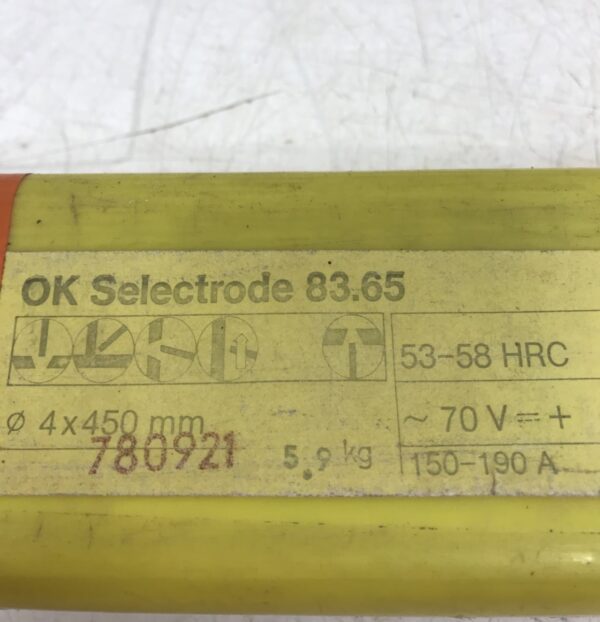 OK Selectrode 83.65
53-58 HRC
ø 4x450 mm
~ 70 V = +
780921
5.9 kg
150-190 A